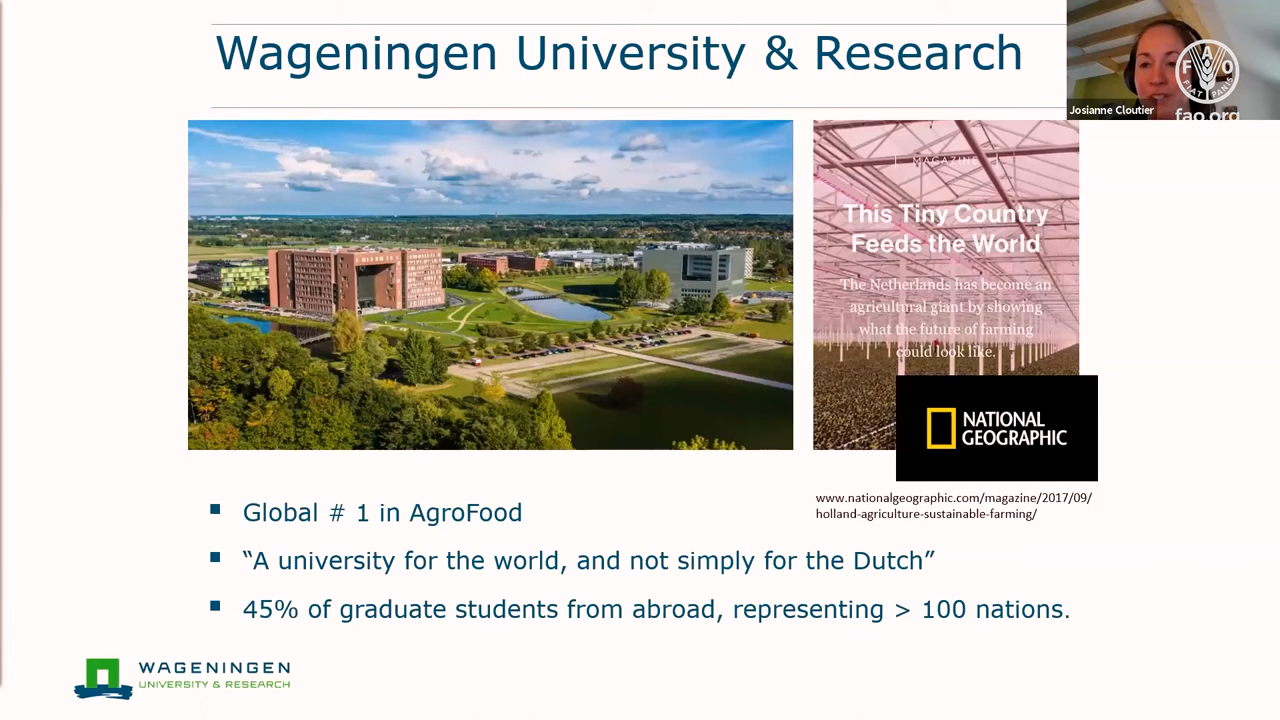 Wageningen University & Research
FAO
FIAT PANIS
fao.org
Josianne Cloutier
MAGAZINE
This Tiny Country
Feeds the World
The Netherlands has become an
agricultural giant by showing
what the future of farming
could look like.
NATIONAL
GEOGRAPHIC
www.nationalgeographic.com/magazine/2017/09/
holland-agriculture-sustainable-farming/
▪ Global # 1 in AgroFood
▪ “A university for the world, and not simply for the Dutch”
▪ 45% of graduate students from abroad, representing > 100 nations.
WAGENINGEN
UNIVERSITY & RESEARCH